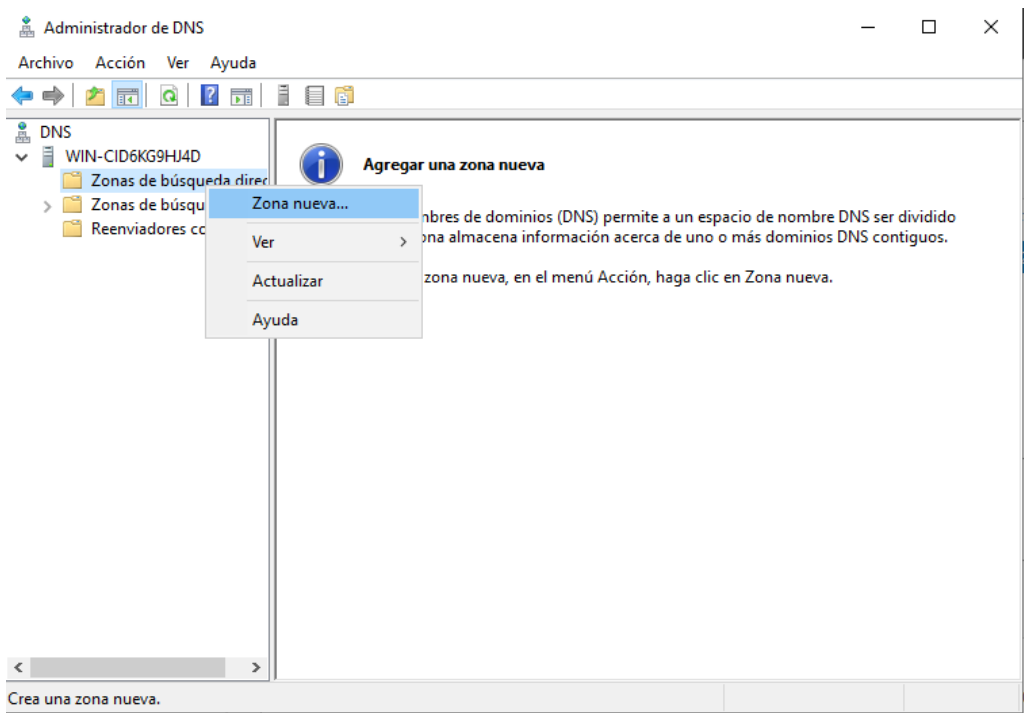 Administrador de DNS
Archivo Acción Ver Ayuda
DNS
WIN-CID6KG9HJ4D
Zonas de búsqueda direc
Zonas de búsqu
Reenviadores co
Zona nueva...
Ver
Actualizar
Ayuda
Agregar una zona nueva
mbres de dominios (DNS) permite a un espacio de nombre DNS ser dividido
ona almacena información acerca de uno o más dominios DNS contiguos.
zona nueva, en el menú Acción, haga clic en Zona nueva.
Crea una zona nueva.